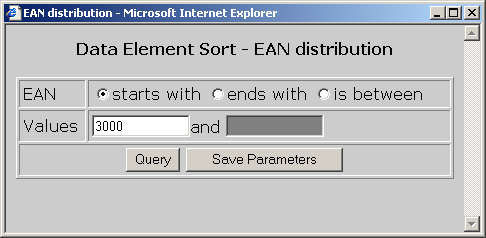 EAN distribution - Microsoft Internet Explorer
Data Element Sort - EAN distribution
EAN starts with ends with is between
Values 3000 and
Query Save Parameters